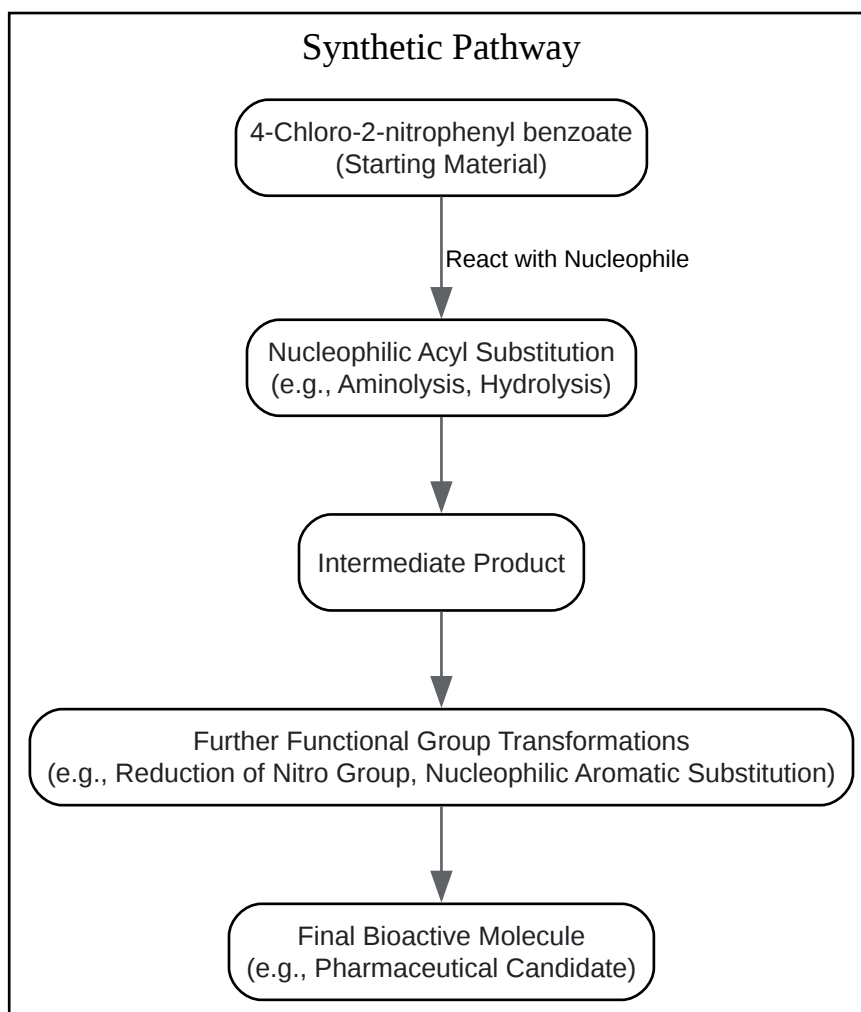 Synthetic Pathway
4-Chloro-2-nitrophenyl benzoate
(Starting Material)
React with Nucleophile
Nucleophilic Acyl Substitution
(e.g., Aminolysis, Hydrolysis)
Intermediate Product
Further Functional Group Transformations
(e.g., Reduction of Nitro Group, Nucleophilic Aromatic Substitution)
Final Bioactive Molecule
(e.g., Pharmaceutical Candidate)